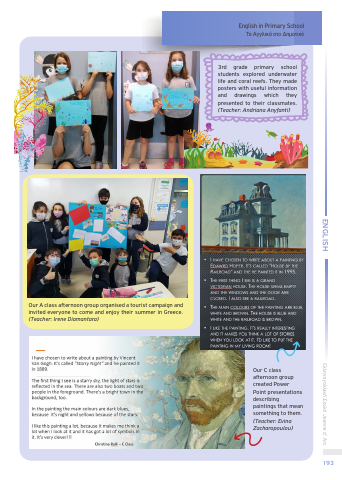 English in Primary School
Τα Αγγλικά στο Δημοτικό
3rd grade primary school
students explored underwater
life and coral reefs. They made
posters with useful information
and drawings which they
presented to their classmates.
(Teacher: Andriana Anyfanti)
Our A class afternoon group organised a tourist campaign and
invited everyone to come and enjoy their summer in Greece.
(Teacher: Irene Diamantara)
• I HAVE CHOSEN TO WRITE ABOUT A PAINTING BY
EDWARD HOPER. IT'S CALLED "HOUSE BY THE
RAILROAD" AND THE HE PAINTED IT IN 1995.
• THE FIRST THING I SEE IS A GRAND
VICTORIAN HOUSE. THE HOUSE SEEMS EMPTY
AND THE WINDOWS AND THE DOOR ARE
CLOSED. I ALSO SEE A RAILROAD.
• THE MAIN COLOURS OF THE PAINTING ARE BLUE,
WHITE AND BROWN. THE HOUSE IS BLUE AND
WHITE AND THE RAILROAD IS BROWN.
• I LIKE THE PAINTING. IT'S REALLY INTERESTING
AND IT MAKES YOU THINK A LOT OF STORIES
WHEN YOU LOOK AT IT. I'D LIKE TO PUT THE
PAINTING IN MY LIVING ROOM!
ENGLISH
I have chosen to write about a painting by Vincent
Van Gogh. It's called "Starry Night" and he painted it
in 1889.
The first thing I see is a starry sky, the light of stars is
reflected in the sea. There are also two boats and two
people in the foreground. There's a bright town in the
background, too.
In the painting the main colours are dark blues,
because it's night and yellows because of the stars.
I like this painting a lot, because it makes me think a
lot when I look at it and it has got a lot of symbols in
it. It's very clever!!!
Our C class
afternoon group
created Power
Point presentations
describing
paintings that mean
something to them.
(Teacher: Evina
Zacharopoulou)
193